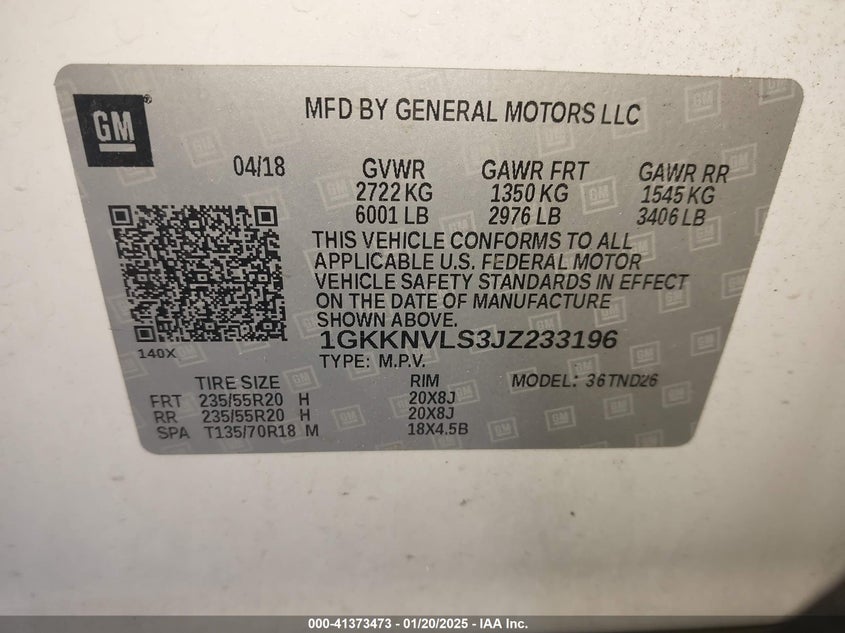 GM
MFD BY GENERAL MOTORS LLC
04/18 GVWR GAWR FRT GAWR RR
2722 KG 1350 KG 1545 KG
6001 LB 2976 LB 3406 LB
THIS VEHICLE CONFORMS TO ALL
APPLICABLE U.S. FEDERAL MOTOR
VEHICLE SAFETY STANDARDS IN EFFECT
ON THE DATE OF MANUFACTURE
SHOWN ABOVE.
1GKKNVLS3JZ233196
140X
TYPE: M.P.V.
TIRE SIZE RIM MODEL: 36TND26
FRT 235/55R20 H 20X8J
RR 235/55R20 H 20X8J
SPA T135/70R18 M 18X4.5B
000-41373473 - 01/20/2025 - IAA Inc.